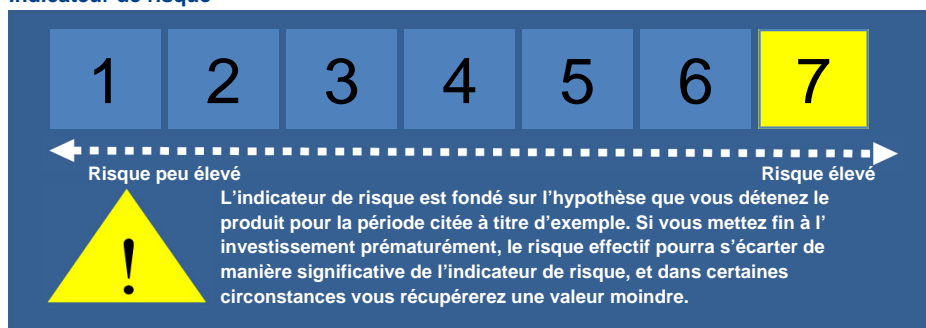 Indicateur de risque
1 2 3 4 5 6 7
Risque peu élevé Risque élevé
!
L'indicateur de risque est fondé sur l'hypothèse que vous détenez le
produit pour la période citée à titre d'exemple. Si vous mettez fin à l'
investissement prématurément, le risque effectif pourra s'écarter de
manière significative de l'indicateur de risque, et dans certaines
circonstances vous récupérerez une valeur moindre.